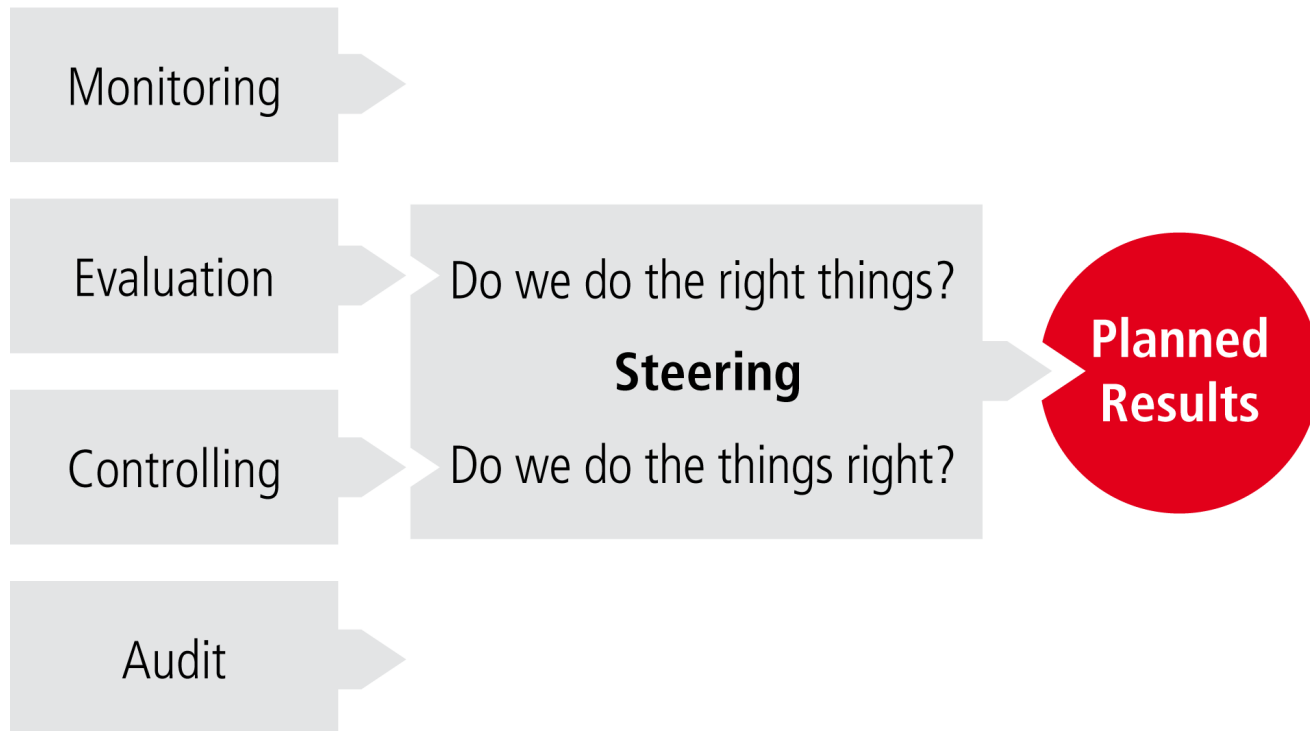 Monitoring
Evaluation
Controlling
Audit
Do we do the right things?
Steering
Do we do the things right?
Planned
Results